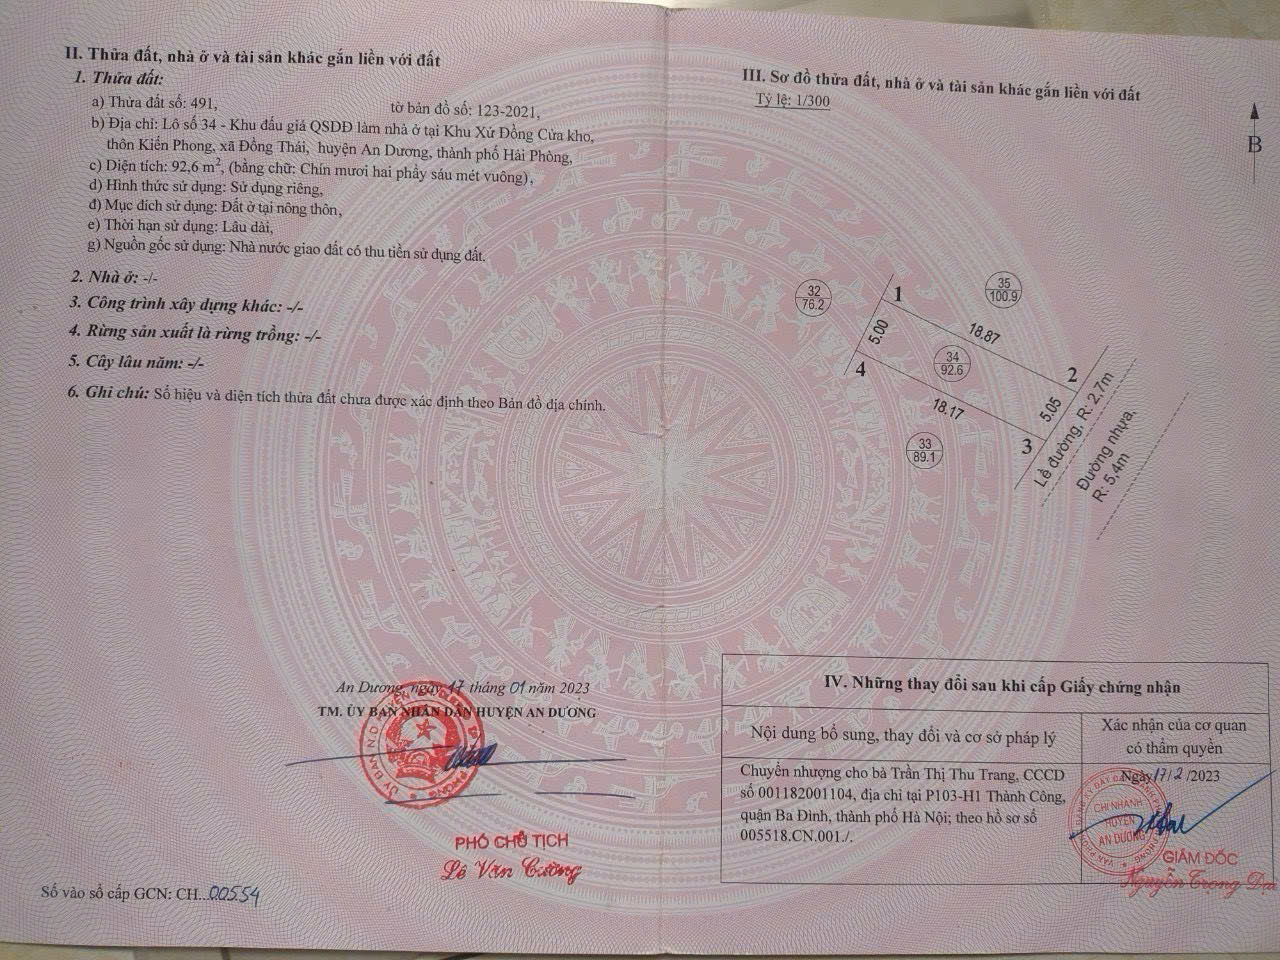 II. Thửa đất, nhà ở và tài sản khác gắn liền với đất
1. Thửa đất:
a) Thửa đất số: 491, tờ bản đồ số: 123-2021,
b) Địa chỉ: Lô số 34 - Khu đấu giá QSDĐ làm nhà ở tại Khu Xứ Đồng Cửa kho,
thôn Kiến Phong, xã Đồng Thái, huyện An Dương, thành phố Hải Phòng,
c) Diện tích: 92,6 m², (bằng chữ: Chín mươi hai phẩy sáu mét vuông),
d) Hình thức sử dụng: Sử dụng riêng,
đ) Mục đích sử dụng: Đất ở tại nông thôn,
e) Thời hạn sử dụng: Lâu dài,
g) Nguồn gốc sử dụng: Nhà nước giao đất có thu tiền sử dụng đất.
2. Nhà ở: -/-
3. Công trình xây dựng khác: -/-
4. Rừng sản xuất là rừng trồng: -/-
5. Cây lâu năm: -/-
6. Ghi chú: Số hiệu và diện tích thửa đất chưa được xác định theo Bản đồ địa chính.
An Dương, ngày 17 tháng 01 năm 2023
TM. ỦY BAN NHÂN DÂN HUYỆN AN DƯƠNG
PHÓ CHỦ TỊCH
Lê Văn Cường
Số vào sổ cấp GCN: CH...00554
III. Sơ đồ thửa đất, nhà ở và tài sản khác gắn liền với đất
Tỷ lệ: 1/300
B
32
76.2
1
35
100.9
5.00
18.87
34
92.6
4
2
18.17
5.05
3
33
89.1
Lề đường, R: 2,7m
Đường nhựa,
R: 5,4m
IV. Những thay đổi sau khi cấp Giấy chứng nhận
Nội dung bổ sung, thay đổi và cơ sở pháp lý
Xác nhận của cơ quan
có thẩm quyền
Chuyển nhượng cho bà Trần Thị Thu Trang, CCCD
số 001182001104, địa chỉ tại P103-H1 Thành Công,
quận Ba Đình, thành phố Hà Nội; theo hồ sơ số
005518.CN.001./.
Ngày 17/2/2023
CHI NHÁNH
HUYỆN
AN DƯƠNG
GIÁM ĐỐC
Nguyễn Trọng